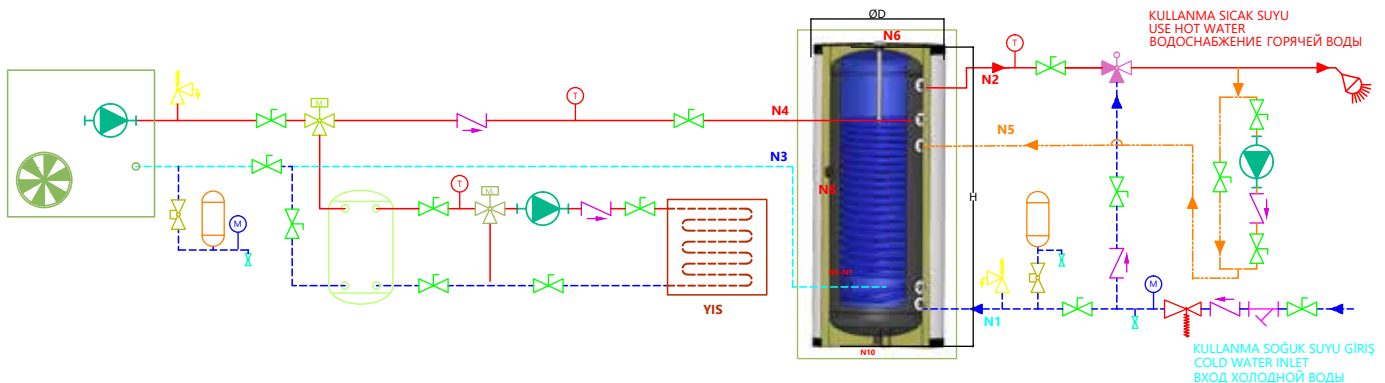 ØD
KULLANMA SICAK SUYU
USE HOT WATER
ВОДОСНАБЖЕНИЕ ГОРЯЧЕЙ ВОДЫ
N6
T
N2
M
T
N4
N5
N3
T
M
N8
H
M
M
YIS
N1
N10
KULLANMA SOĞUK SUYU GİRİŞ
COLD WATER INLET
ВХОД ХОЛОДНОЙ ВОДЫ